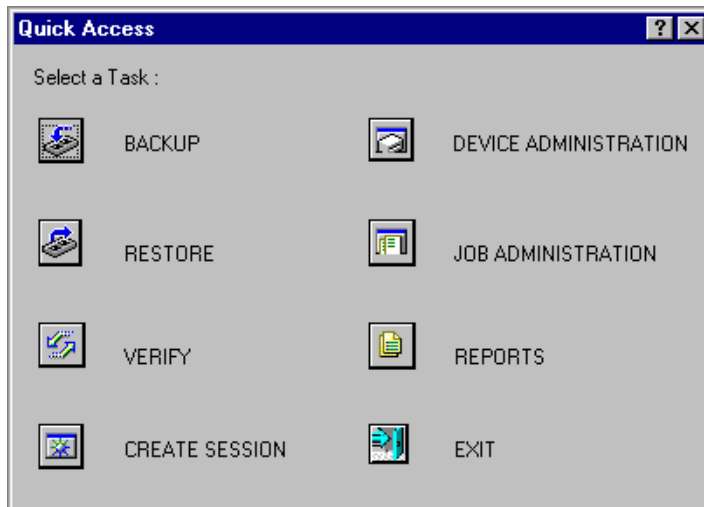 Quick Access
Select a Task :
BACKUP
DEVICE ADMINISTRATION
RESTORE
JOB ADMINISTRATION
VERIFY
REPORTS
CREATE SESSION
EXIT